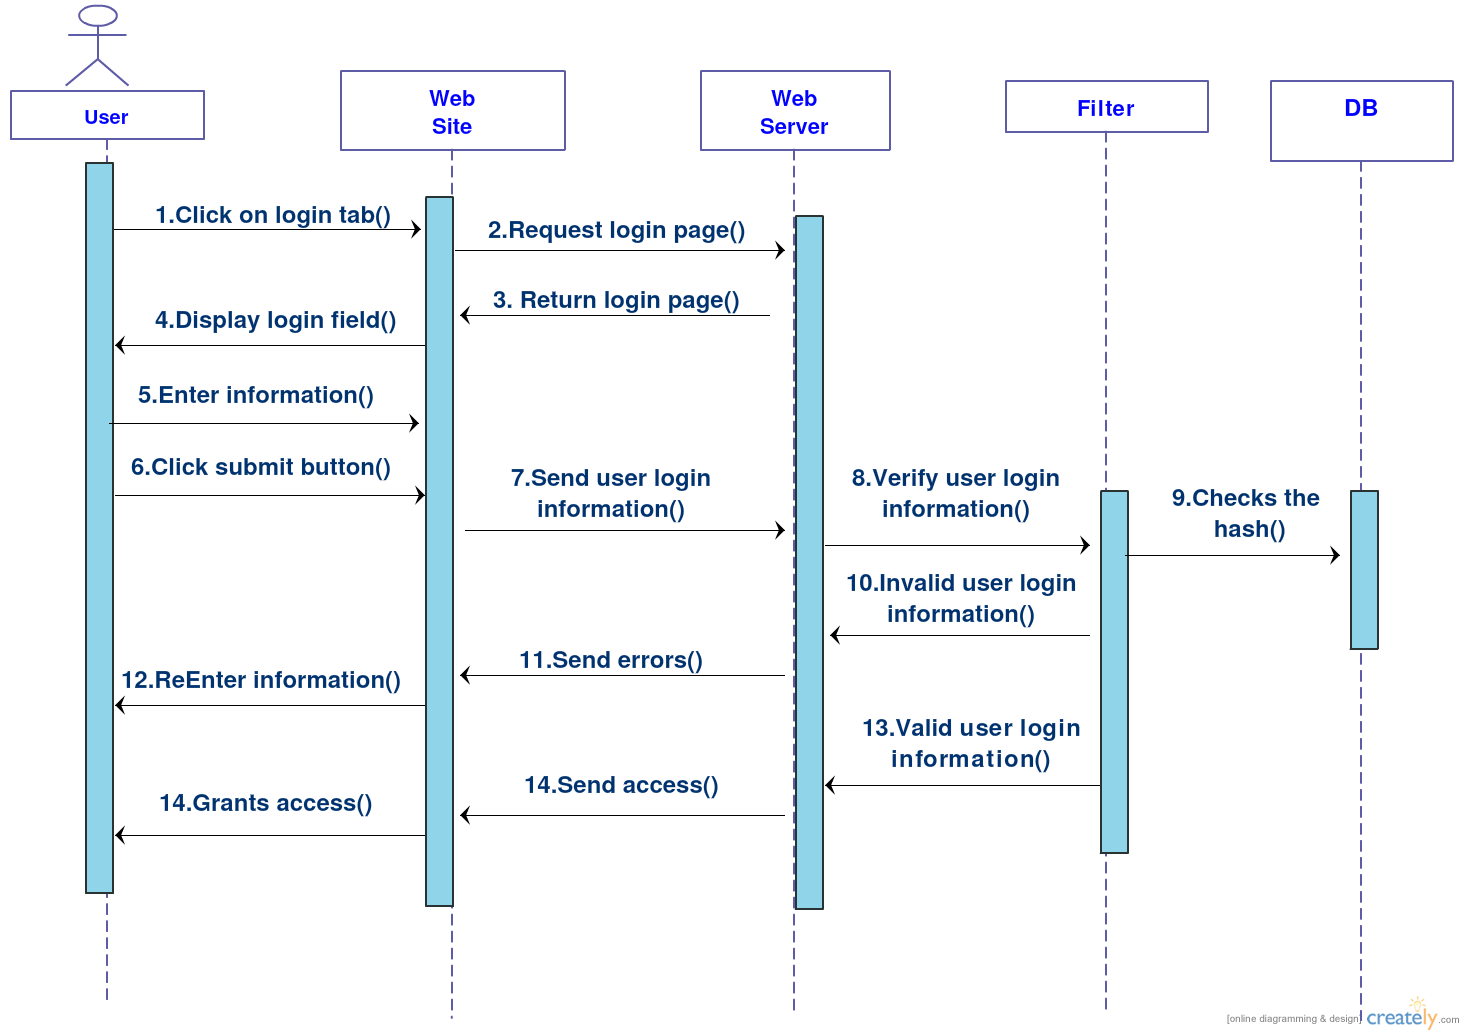 User
Web
Site
Web
Server
Filter
DB
1.Click on login tab()
2.Request login page()
3. Return login page()
4.Display login field()
5.Enter information()
6.Click submit button()
7.Send user login
information()
8.Verify user login
information()
9.Checks the
hash()
10.Invalid user login
information()
11.Send errors()
12.ReEnter information()
13.Valid user login
information()
14.Send access()
14.Grants access()
[online diagramming & design] creately.com